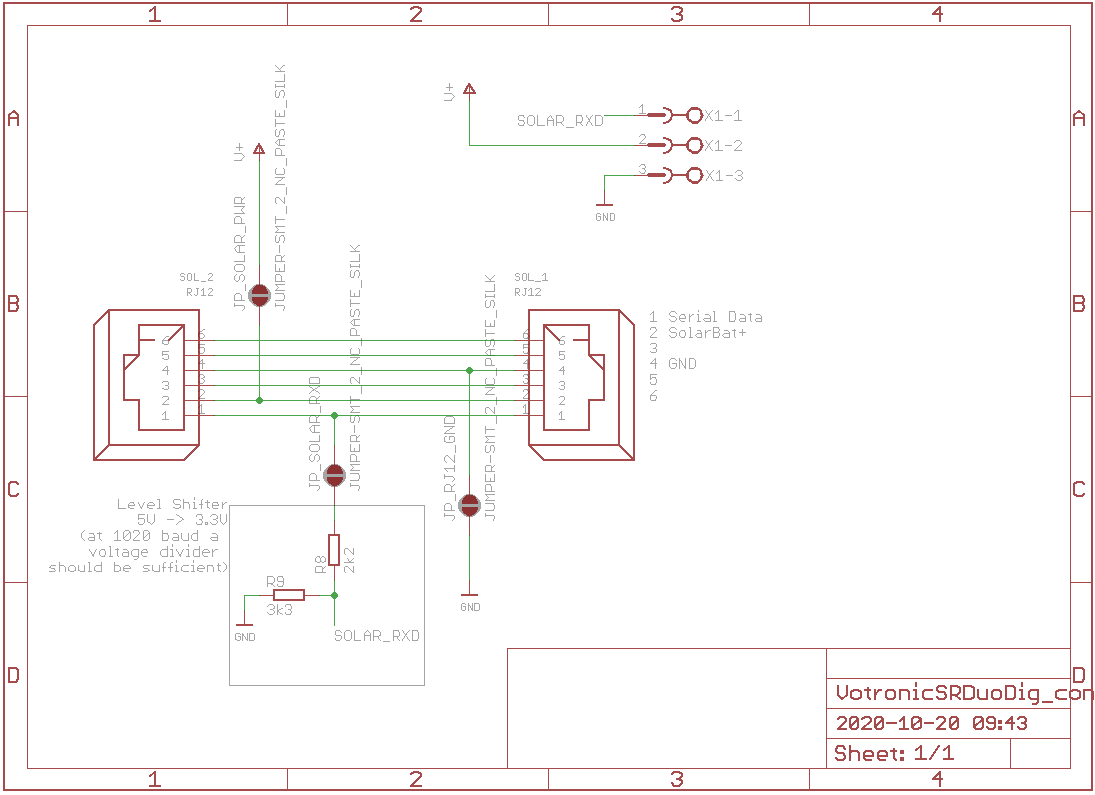 1 2 3 4
A A
B B
C C
D D
V+
JUMPER-SMT_2_NC_PASTE_SILK
JP_SOLAR_PWR
V+
SOLAR_RXD
1 X1-1
2 X1-2
3 X1-3
GND
SOL_2
RJ12
SOL_1
RJ12
6 6 6 6
5 5 5 5
4 4 4 4
3 3 3 3
2 2 2 2
1 1 1 1
1 Serial Data
2 SolarBat+
3
4 GND
5
6
JP_SOLAR_RXD
JUMPER-SMT_2_NC_PASTE_SILK
JP_RJ12_GND
JUMPER-SMT_2_NC_PASTE_SILK
Level Shifter
5V -> 3.3V
(at 1020 baud a
voltage divider
should be sufficient)
R8
2k2
R9
3k3
GND
SOLAR_RXD
GND
VotronicSRDuoDig_con
2020-10-20 09:43
Sheet: 1/1
1 2 3 4